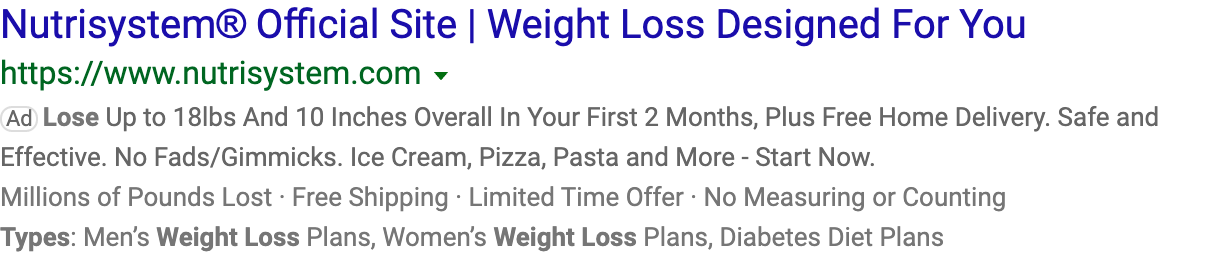 Nutrisystem® Official Site | Weight Loss Designed For You
https://www.nutrisystem.com
Ad Lose Up to 18lbs And 10 Inches Overall In Your First 2 Months, Plus Free Home Delivery. Safe and
Effective. No Fads/Gimmicks. Ice Cream, Pizza, Pasta and More - Start Now.
Millions of Pounds Lost · Free Shipping · Limited Time Offer · No Measuring or Counting
Types: Men’s Weight Loss Plans, Women’s Weight Loss Plans, Diabetes Diet Plans